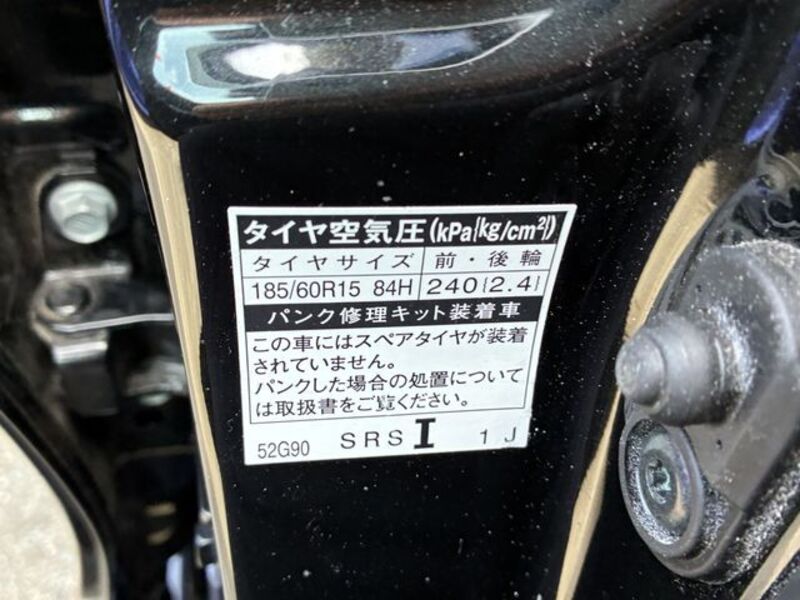 タイヤ空気圧(kPa{kg/cm²})
タイヤサイズ 前・後輪
185/60R15 84H 240{2.4}
パンク修理キット装着車
この車にはスペアタイヤが装着
されていません。
パンクした場合の処置について
は取扱書をご覧ください。
52G90 SRS I 1 J